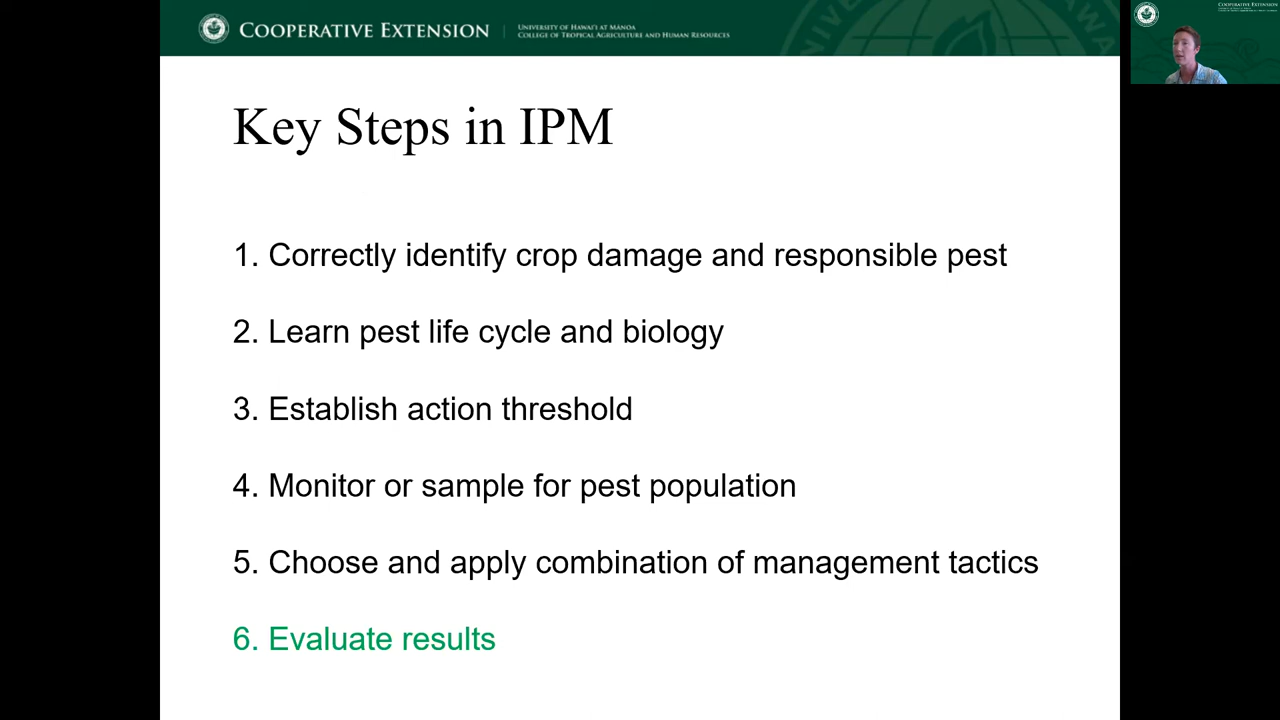 COOPERATIVE EXTENSION
UNIVERSITY OF HAWAI'I AT MĀNOA
COLLEGE OF TROPICAL AGRICULTURE AND HUMAN RESOURCES
Key Steps in IPM
1. Correctly identify crop damage and responsible pest
2. Learn pest life cycle and biology
3. Establish action threshold
4. Monitor or sample for pest population
5. Choose and apply combination of management tactics
6. Evaluate results
COOPERATIVE EXTENSION